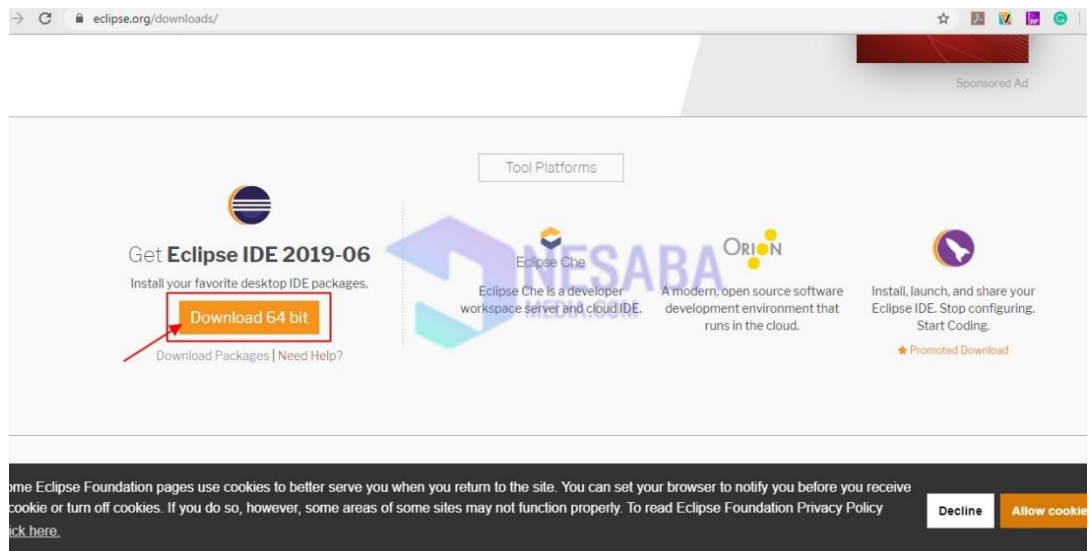 eclipse.org/downloads/
Sponsored Ad
Tool Platforms
Get Eclipse IDE 2019-06
Install your favorite desktop IDE packages.
Download 64 bit
Download Packages | Need Help?
Eclipse Che
Eclipse Che is a developer
workspace server and cloud IDE.
ORION
A modern, open source software
development environment that
runs in the cloud.
Install, launch, and share your
Eclipse IDE. Stop configuring.
Start Coding.
Promoted Download
NESABA
MEDIA.COM
ome Eclipse Foundation pages use cookies to better serve you when you return to the site. You can set your browser to notify you before you receive
cookie or turn off cookies. If you do so, however, some areas of some sites may not function properly. To read Eclipse Foundation Privacy Policy
ick here.
Decline
Allow cookie